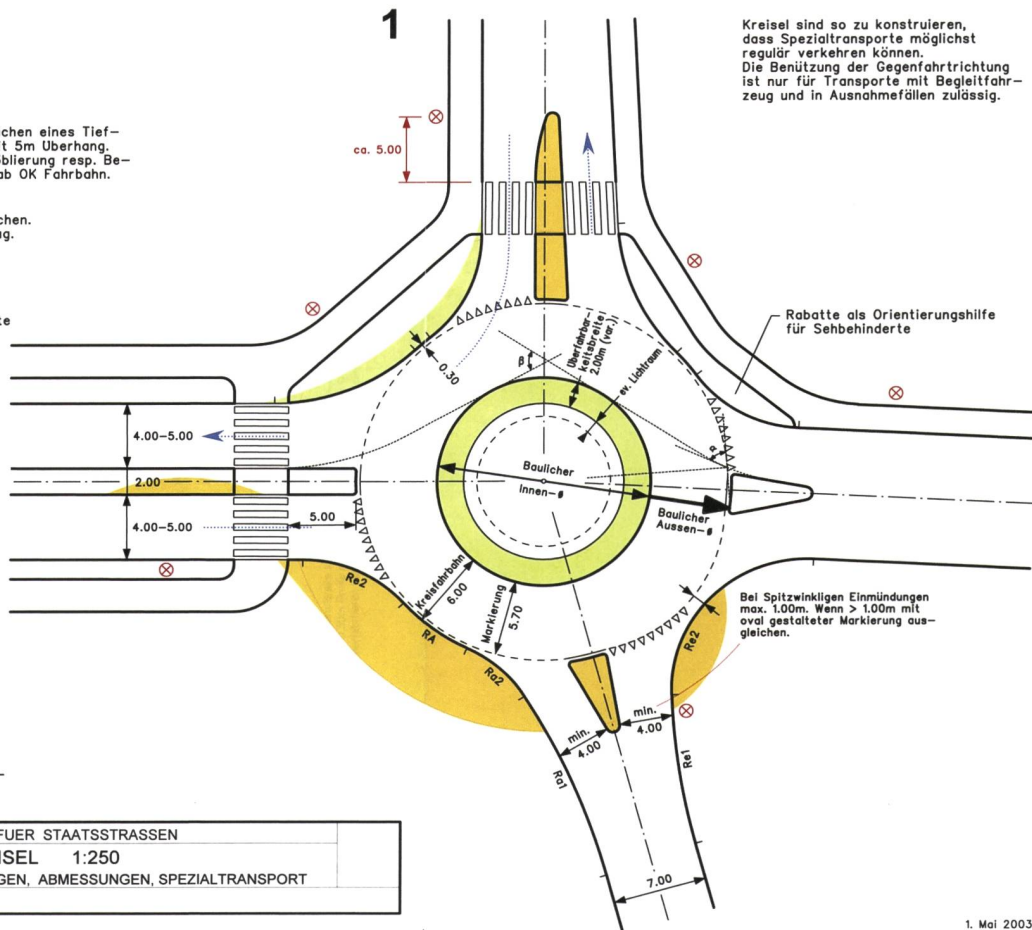 1
Kreisel sind so zu konstruieren,
dass Spezialtransporte möglichst
regulär verkehren können.
Die Benützung der Gegenfahrtrichtung
ist nur für Transporte mit Begleitfahr-
zeug und in Ausnahmefällen zulässig.
chen eines Tief-
t 5m Uberhang.
blierung resp. Be-
ab OK Fahrbahn.
chen.
g.
te
ca. 5.00
Rabatte als Orientierungshilfe
für Sehbehinderte
0.30
β
Überfahrbar-
keitsbreite
2.00m (var.)
ev. Lichtraum
α
4.00-5.00
2.00
4.00-5.00
5.00
Baulicher
Innen-ø
Baulicher
Aussen-ø
Re2
Kreisfahrbahn
6.00
RA
Markierung
5.70
Ra2
Re2
Bei Spitzwinkligen Einmündungen
max. 1.00m. Wenn > 1.00m mit
oval gestalteter Markierung aus-
gleichen.
min.
4.00
min.
4.00
Ra1
Re1
7.00
FUER STAATSSTRASSEN
ISEL 1:250
GEN, ABMESSUNGEN, SPEZIALTRANSPORT
1. Mai 2003